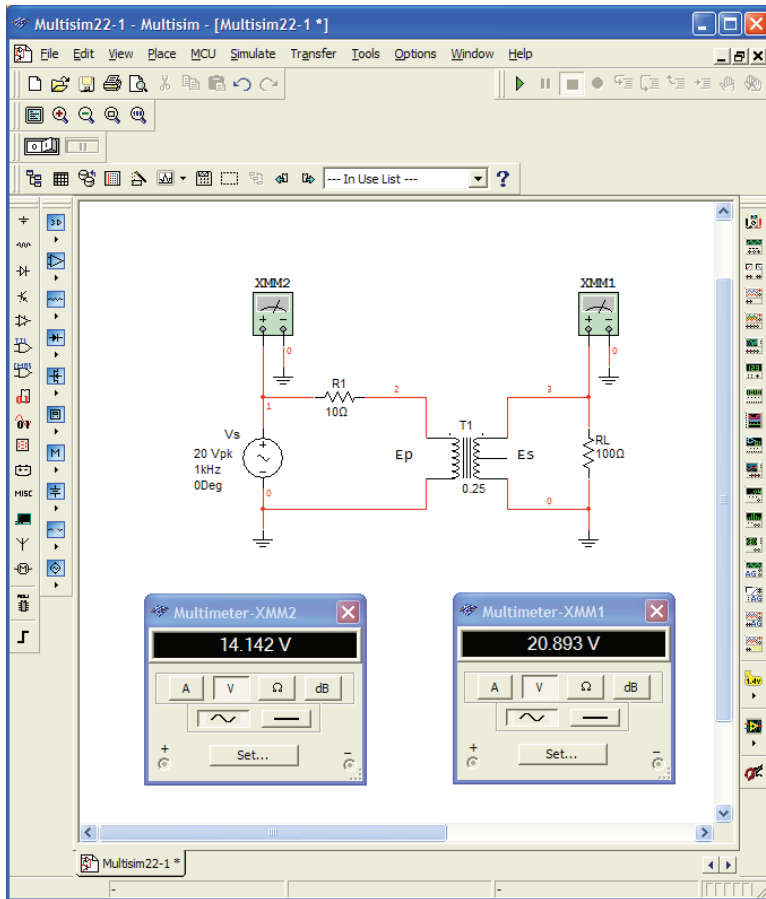 Multisim22-1 - Multisim - [Multisim22-1 *]
File Edit View Place MCU Simulate Transfer Tools Options Window Help
--- In Use List ---
?
XMM2
XMM1
+ −
+ −
0
0
R1
10Ω
2
3
1
T1
Vs
20 Vpk
1kHz
0Deg
Ep
Es
RL
100Ω
0.25
0
0
MISC
Multimeter-XMM2
14.142 V
A V Ω dB
+ Set... −
Multimeter-XMM1
20.893 V
A V Ω dB
+ Set... −
1.4v
Multisim22-1 *
- -